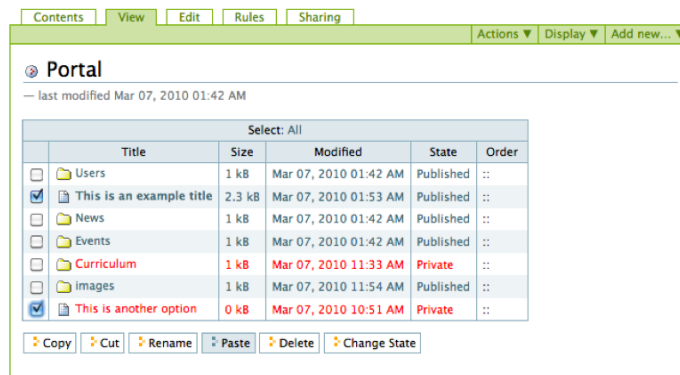 Contents View Edit Rules Sharing
Actions ▼ Display ▼ Add new... ▼
Portal
— last modified Mar 07, 2010 01:42 AM
Select: All
Title Size Modified State Order
Users 1 kB Mar 07, 2010 01:42 AM Published ::
This is an example title 2.3 kB Mar 07, 2010 01:53 AM Published ::
News 1 kB Mar 07, 2010 01:42 AM Published ::
Events 1 kB Mar 07, 2010 01:42 AM Published ::
Curriculum 1 kB Mar 07, 2010 11:33 AM Private ::
images 1 kB Mar 07, 2010 11:54 AM Published ::
This is another option 0 kB Mar 07, 2010 10:51 AM Private ::
Copy Cut Rename Paste Delete Change State